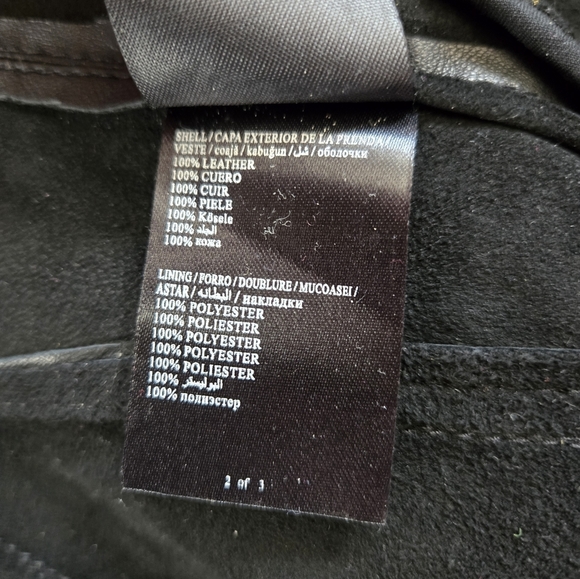 SHELL / CAPA EXTERIOR DE LA PRENDA/
VESTE / coajă / kabuğun / شل / оболочки
100% LEATHER
100% CUERO
100% CUIR
100% PIELE
100% Kösele
100% الجلد
100% кожа
LINING / FORRO / DOUBLURE / MUCOASEI /
ASTAR / البطانه / накладки
100% POLYESTER
100% POLIESTER
100% POLYESTER
100% POLYESTER
100% POLIESTER
100% البوليستر
100% полиэстер
2 of 3